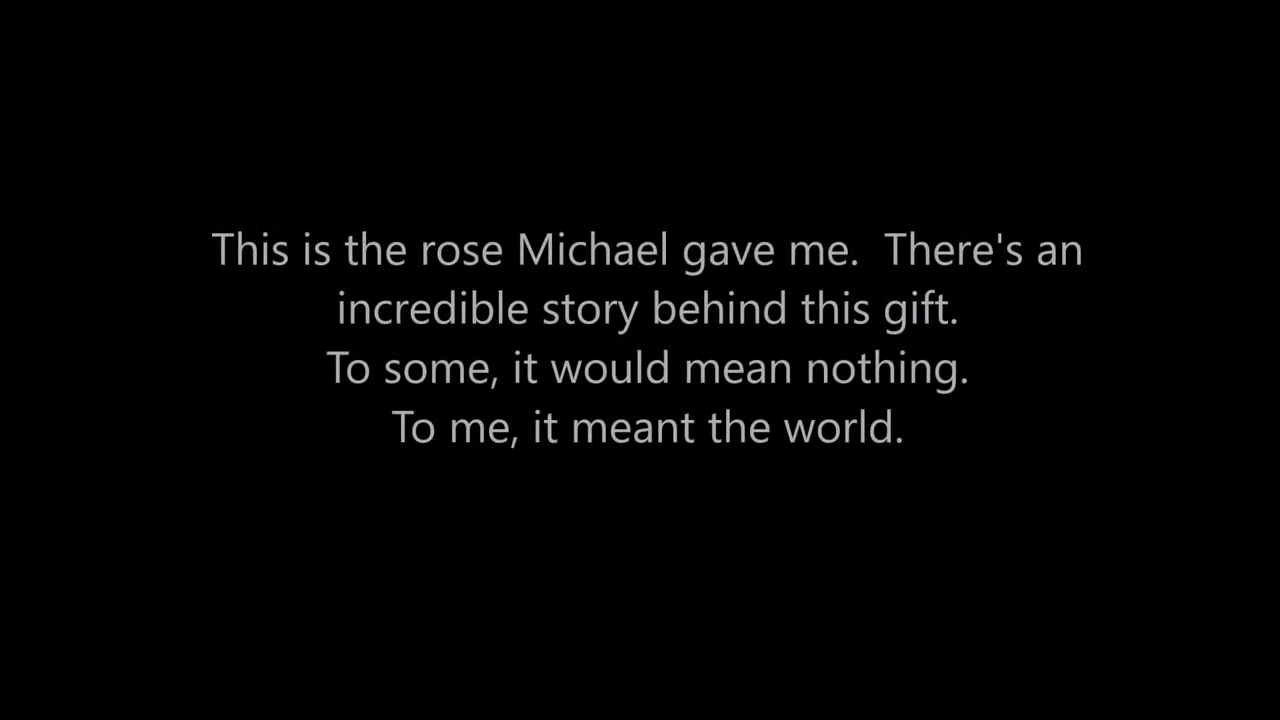 This is the rose Michael gave me.  There's an
incredible story behind this gift.
To some, it would mean nothing.
To me, it meant the world.